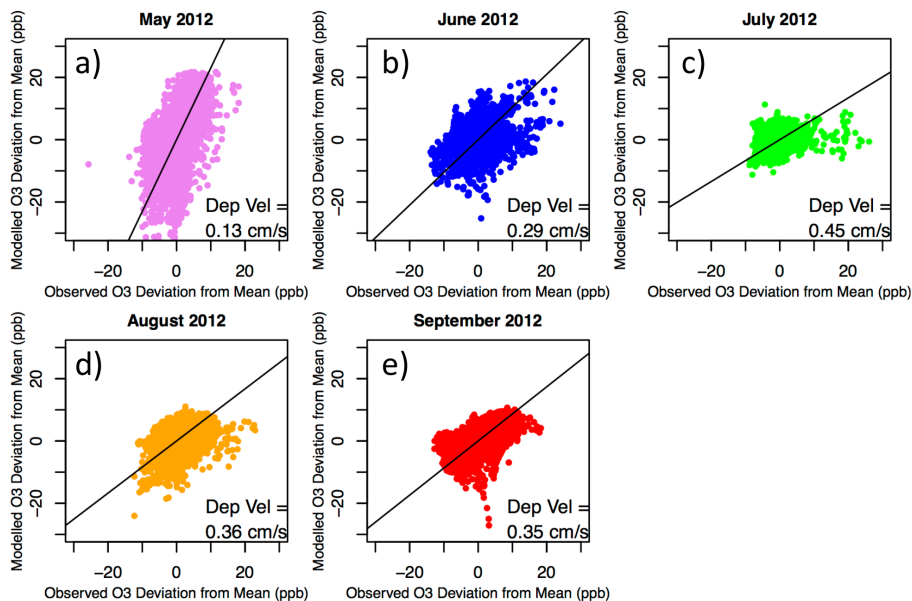 May 2012
June 2012
July 2012
Modelled O3 Deviation from Mean (ppb)
20
0
−20
a)
Dep Vel =
0.13 cm/s
−20 0 20
Observed O3 Deviation from Mean (ppb)
Modelled O3 Deviation from Mean (ppb)
20
0
−20
b)
Dep Vel =
0.29 cm/s
−20 0 20
Observed O3 Deviation from Mean (ppb)
Modelled O3 Deviation from Mean (ppb)
20
0
−20
c)
Dep Vel =
0.45 cm/s
−20 0 20
Observed O3 Deviation from Mean (ppb)
August 2012
September 2012
Modelled O3 Deviation from Mean (ppb)
20
0
−20
d)
Dep Vel =
0.36 cm/s
−20 0 20
Observed O3 Deviation from Mean (ppb)
Modelled O3 Deviation from Mean (ppb)
20
0
−20
e)
Dep Vel =
0.35 cm/s
−20 0 20
Observed O3 Deviation from Mean (ppb)